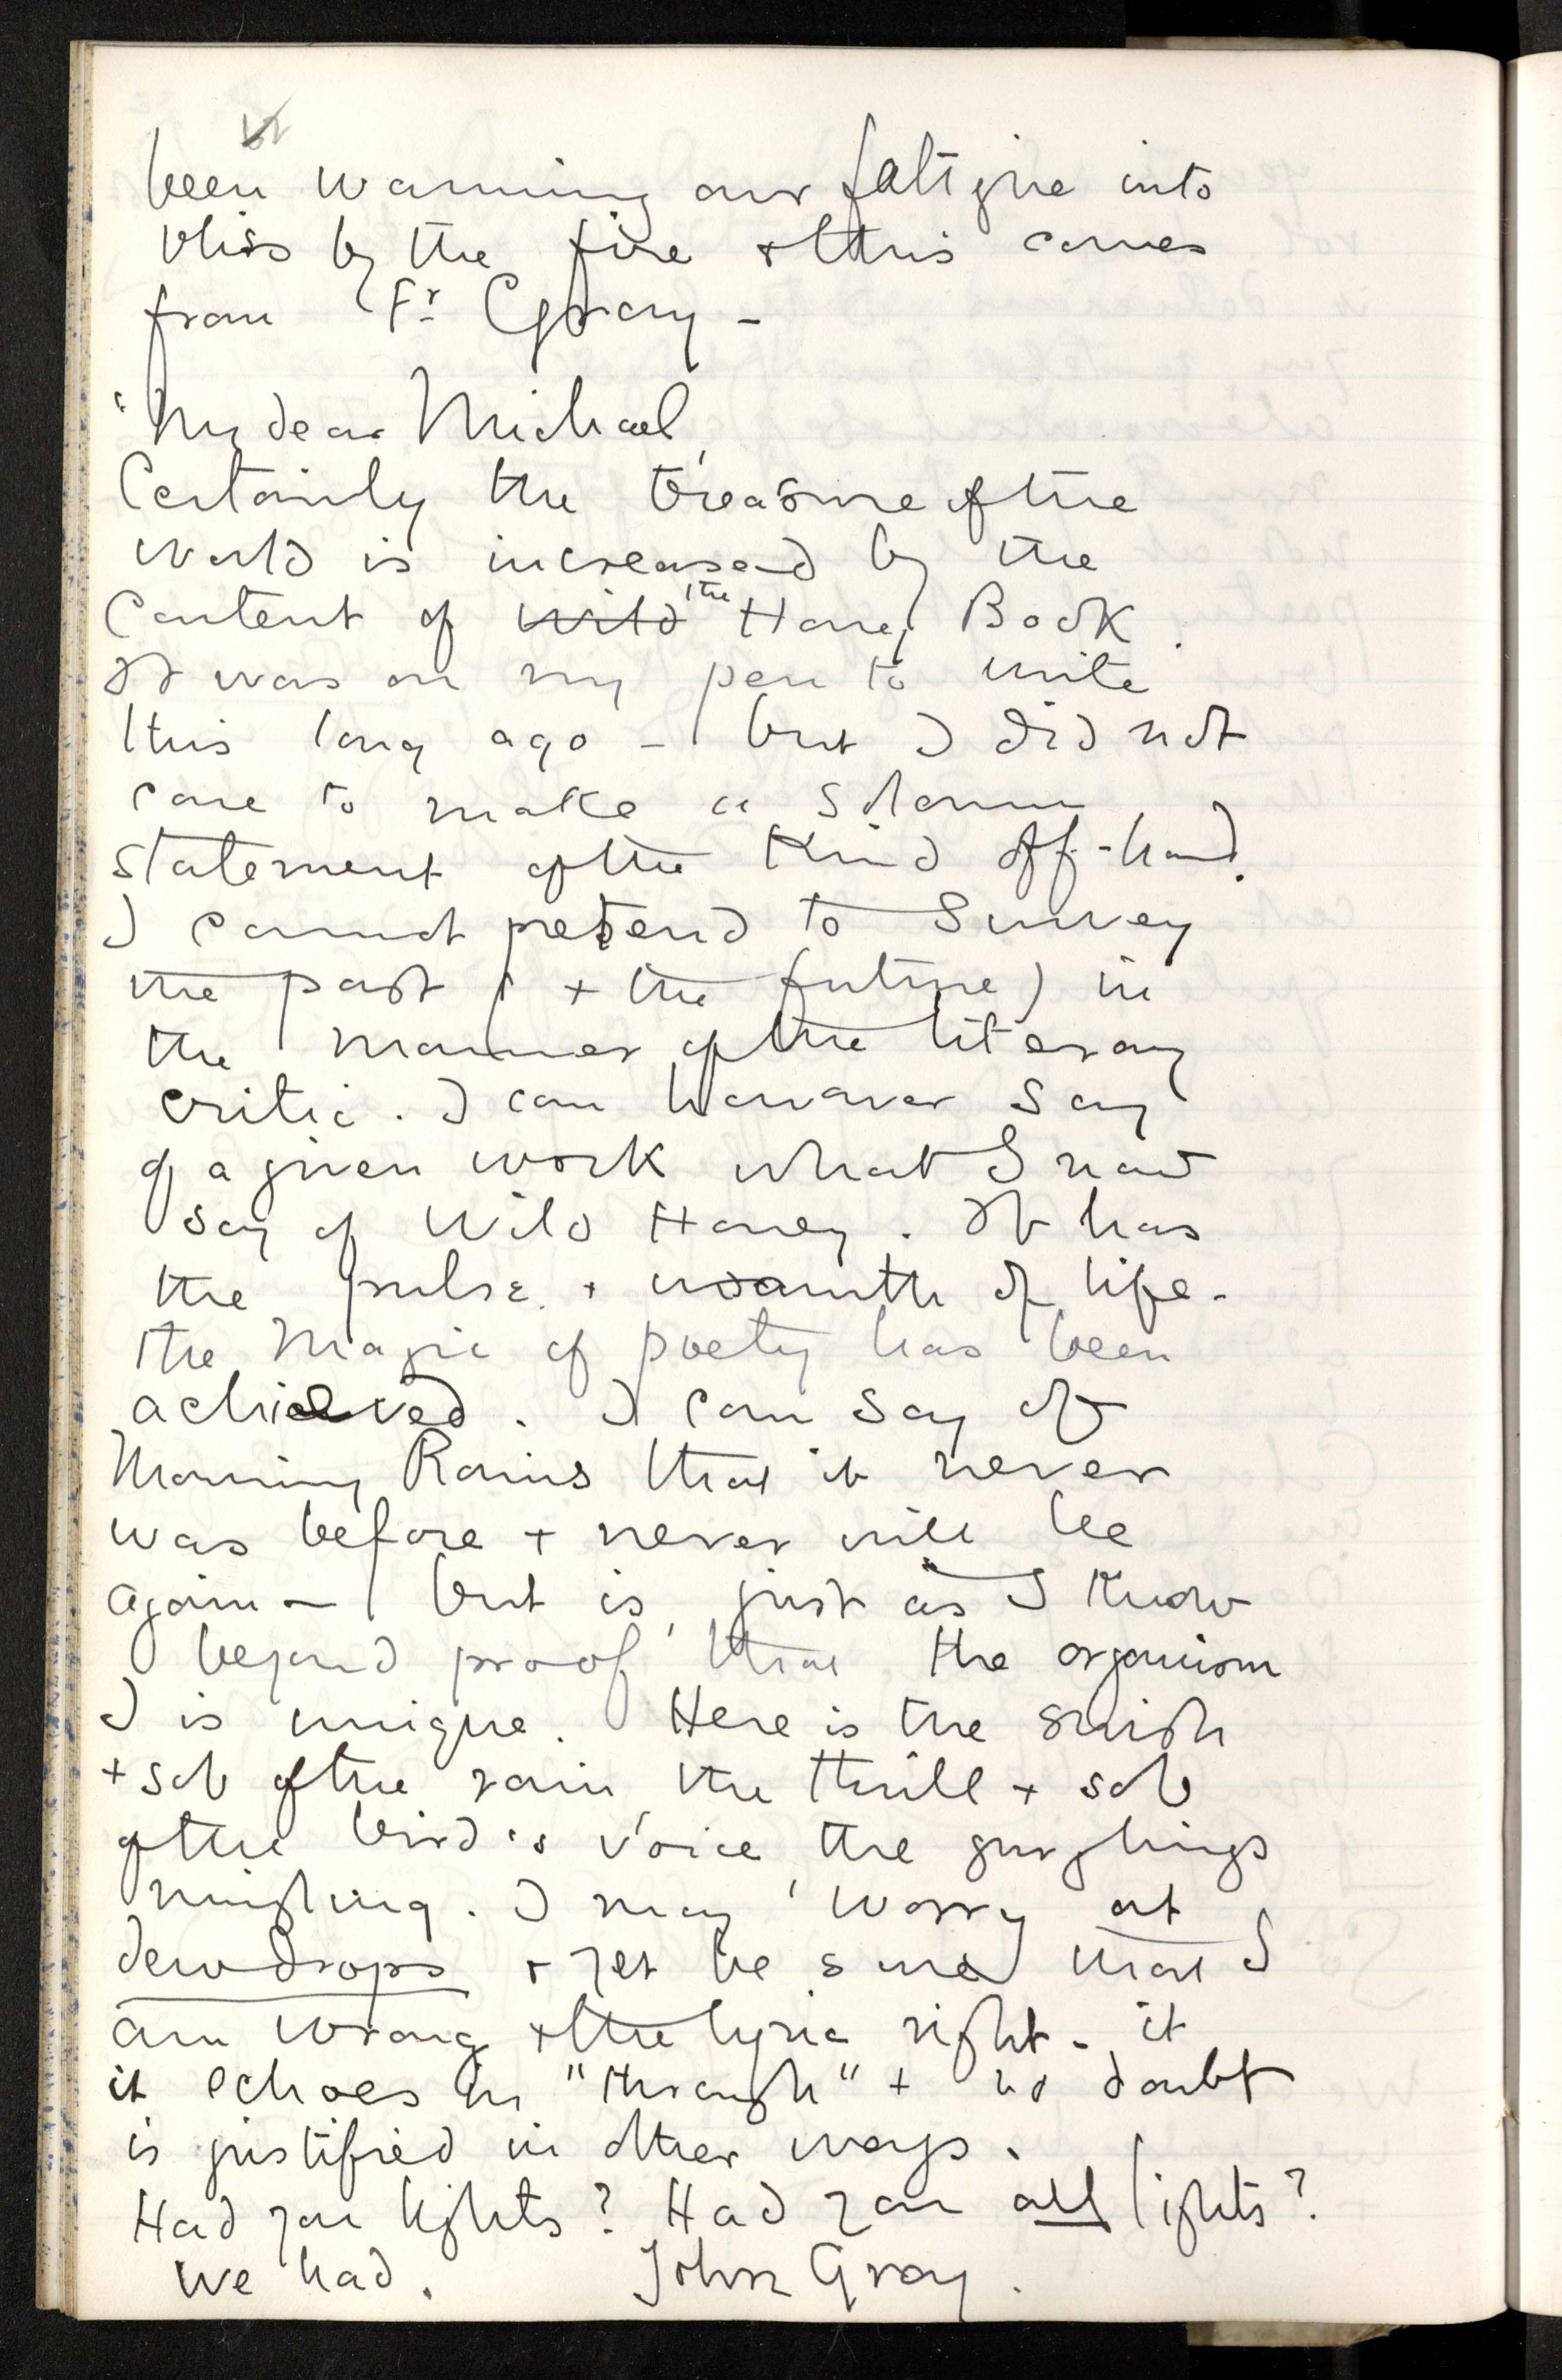 been warming our fatigue into
bliss by the fire + this comes
from Fr Gray -
"My dear Michael,
Certainly the treasure of the
world is increased by the
content of wild the Honey Book.
It was on my pen to write
this long ago - but I did not
care to make a solemn
statement of the kind off-hand.
I cannot pretend to survey
the past (+ the future) in
the manner of the literary
critic. I can however say
of a given work what I now
say of Wild Honey. It has
the pulse + warmth of life -
the magic of poetry has been
achieved. I can say of
Morning Rains that it never
was before + never will be
again - but is, just as I know
beyond proof that the organism
I is unique. Here is the swish
+ sob of the rain, the thrill + sob
of the bird's voice, the gurglings
I may worry at
dewdrops + yet be sure that I
am wrong + the lyric right - it
it echoes in "through" + no doubt
is justified in other ways.
Had you lights? Had you all lights?
We had. John Gray.